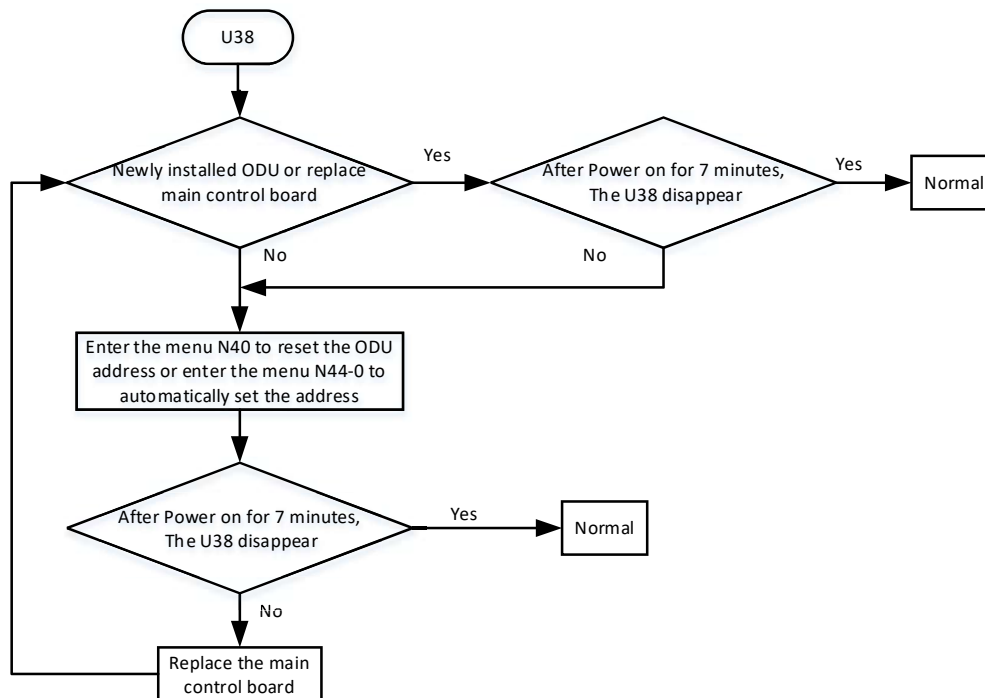 U38
Newly installed ODU or replace
main control board
Yes
After Power on for 7 minutes,
The U38 disappear
Yes
Normal
No
No
Enter the menu N40 to reset the ODU
address or enter the menu N44-0 to
automatically set the address
After Power on for 7 minutes,
The U38 disappear
Yes
Normal
No
Replace the main
control board